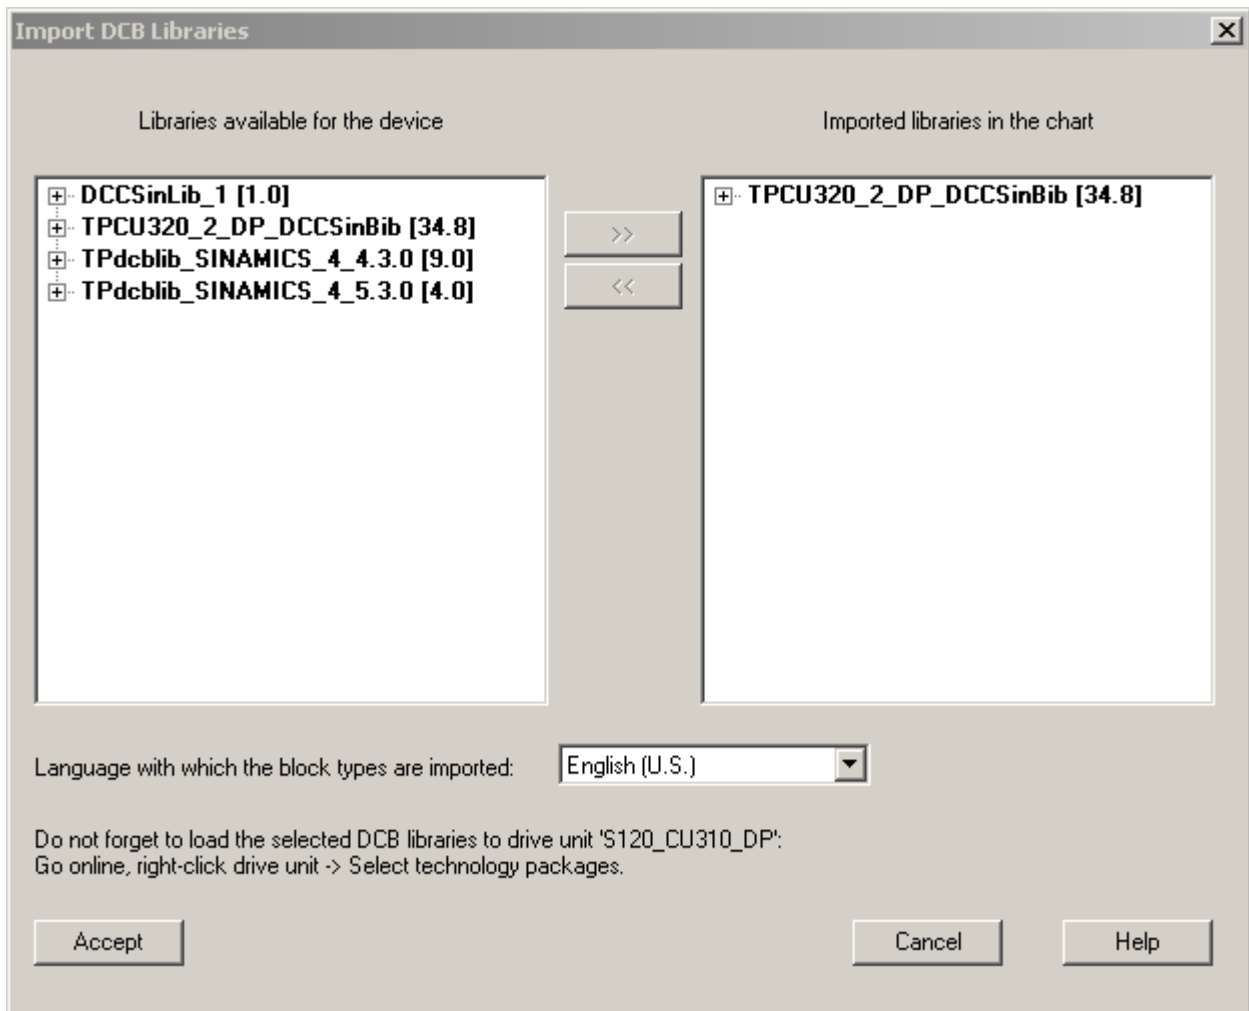 Import DCB Libraries
Libraries available for the device
Imported libraries in the chart
DCCSinLib_1 [1.0]
TPCU320_2_DP_DCCSinBib [34.8]
TPdcblib_SINAMICS_4_4.3.0 [9.0]
TPdcblib_SINAMICS_4_5.3.0 [4.0]
>>
<<
TPCU320_2_DP_DCCSinBib [34.8]
Language with which the block types are imported:
English (U.S.)
Do not forget to load the selected DCB libraries to drive unit 'S120_CU310_DP':
Go online, right-click drive unit -> Select technology packages.
Accept
Cancel
Help